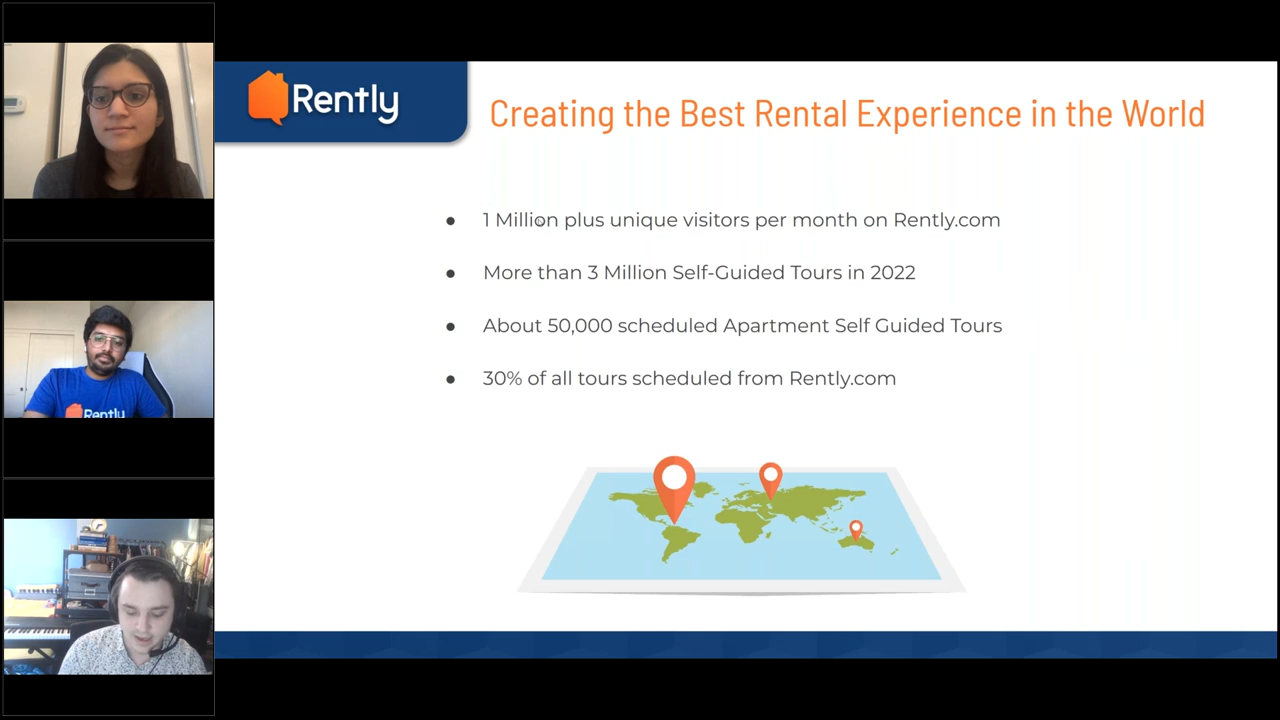 Rently
Creating the Best Rental Experience in the World
1 Million plus unique visitors per month on Rently.com
More than 3 Million Self-Guided Tours in 2022
About 50,000 scheduled Apartment Self Guided Tours
30% of all tours scheduled from Rently.com
Rently